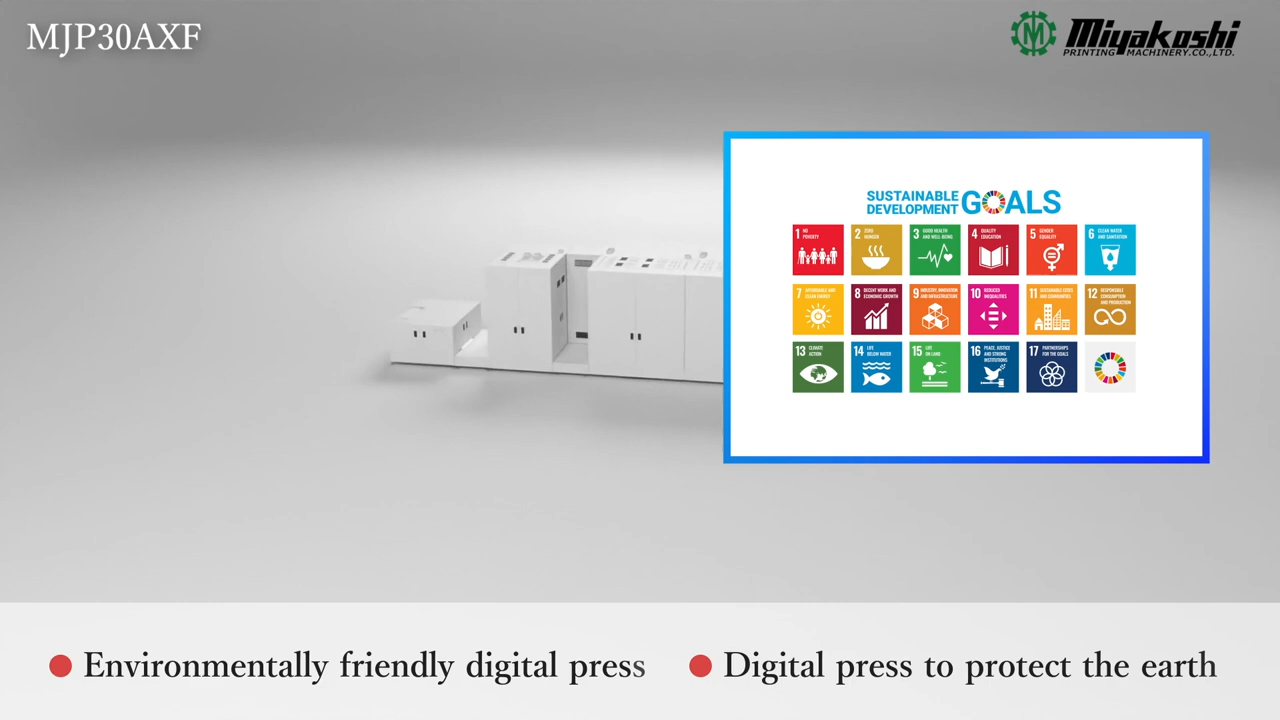 MJP30AXF
Miyakoshi
PRINTING MACHINERY.CO.,LTD.
SUSTAINABLE
DEVELOPMENT
GOALS
1 NO
POVERTY
2 ZERO
HUNGER
3 GOOD HEALTH
AND WELL-BEING
4 QUALITY
EDUCATION
5 GENDER
EQUALITY
6 CLEAN WATER
AND SANITATION
7 AFFORDABLE AND
CLEAN ENERGY
8 DECENT WORK AND
ECONOMIC GROWTH
9 INDUSTRY, INNOVATION
AND INFRASTRUCTURE
10 REDUCED
INEQUALITIES
11 SUSTAINABLE CITIES
AND COMMUNITIES
12 RESPONSIBLE
CONSUMPTION
AND PRODUCTION
13 CLIMATE
ACTION
14 LIFE
BELOW WATER
15 LIFE
ON LAND
16 PEACE, JUSTICE
AND STRONG
INSTITUTIONS
17 PARTNERSHIPS
FOR THE GOALS
Environmentally friendly digital press
Digital press to protect the earth